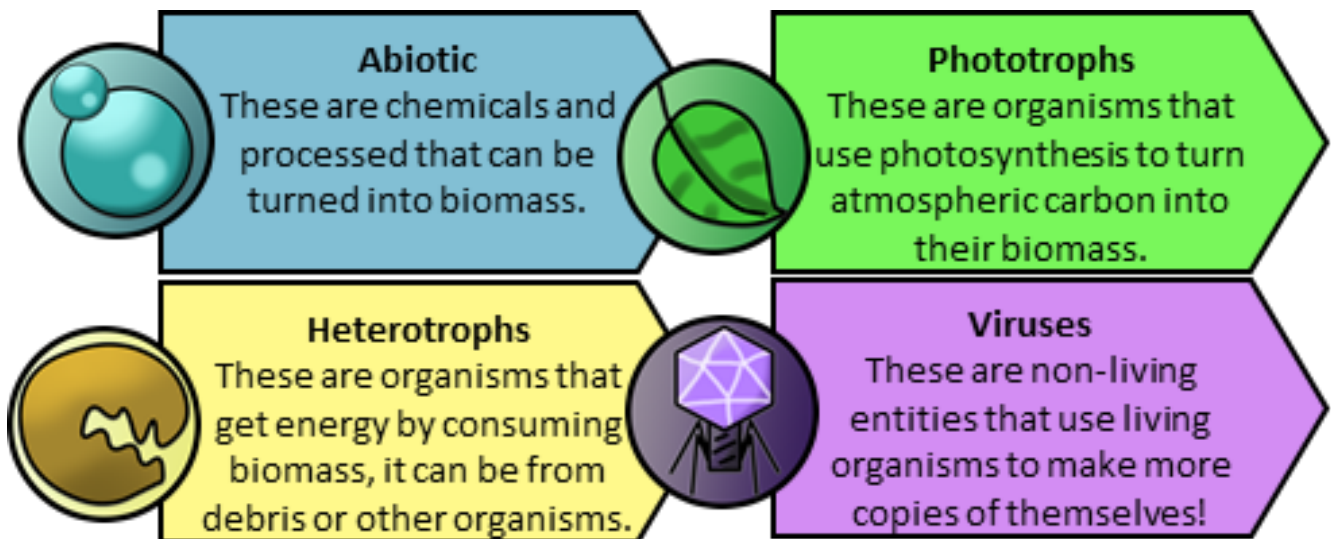 Abiotic
These are chemicals and
processed that can be
turned into biomass.
Phototrophs
These are organisms that
use photosynthesis to turn
atmospheric carbon into
their biomass.
Heterotrophs
These are organisms that
get energy by consuming
biomass, it can be from
debris or other organisms.
Viruses
These are non-living
entities that use living
organisms to make more
copies of themselves!